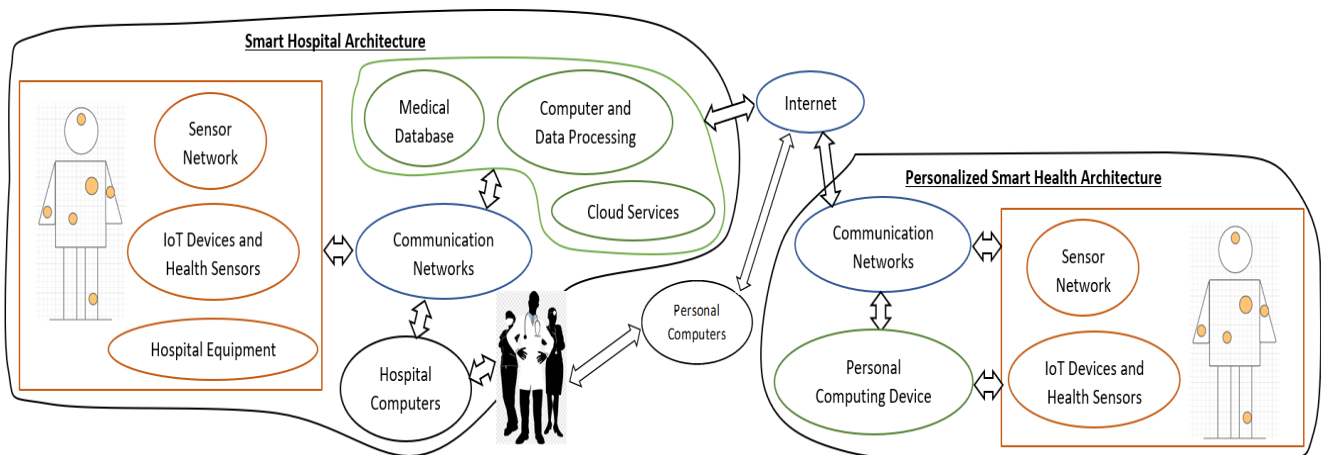 Smart Hospital Architecture
Sensor
Network
IoT Devices and
Health Sensors
Hospital Equipment
Medical
Database
Computer and
Data Processing
Cloud Services
Communication
Networks
Hospital
Computers
Internet
Personal
Computers
Personalized Smart Health Architecture
Communication
Networks
Personal
Computing Device
Sensor
Network
IoT Devices and
Health Sensors